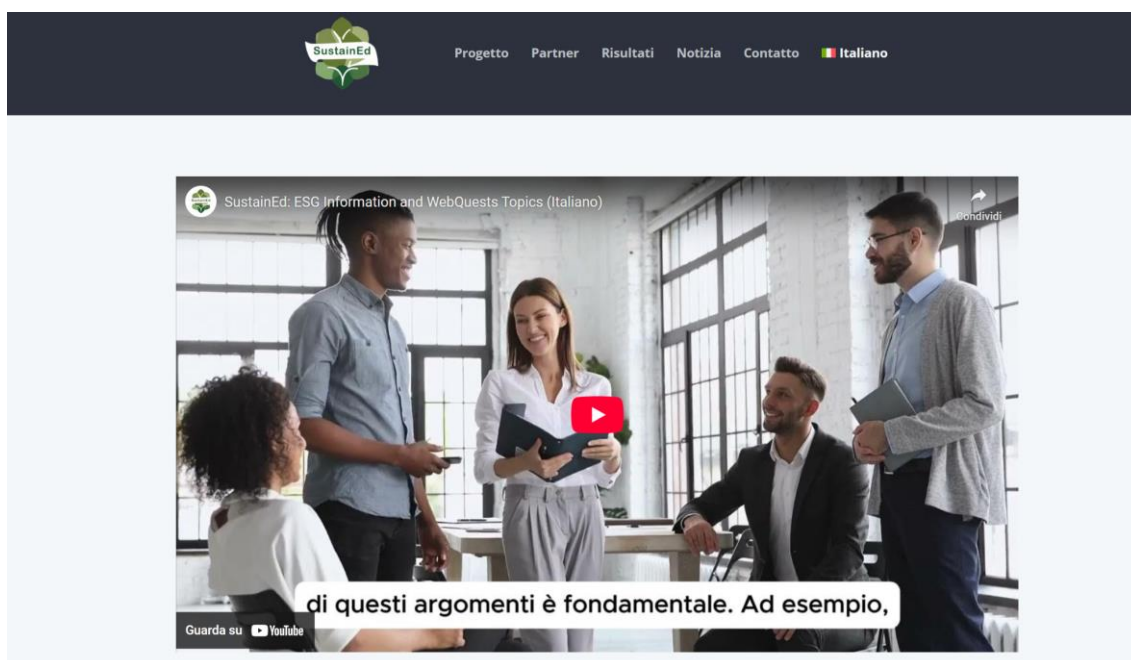 SustainEd
Progetto Partner Risultati Notizia Contatto Italiano
SustainEd: ESG Information and WebQuests Topics (Italiano)
Condividi
di questi argomenti è fondamentale. Ad esempio,
Guarda su YouTube